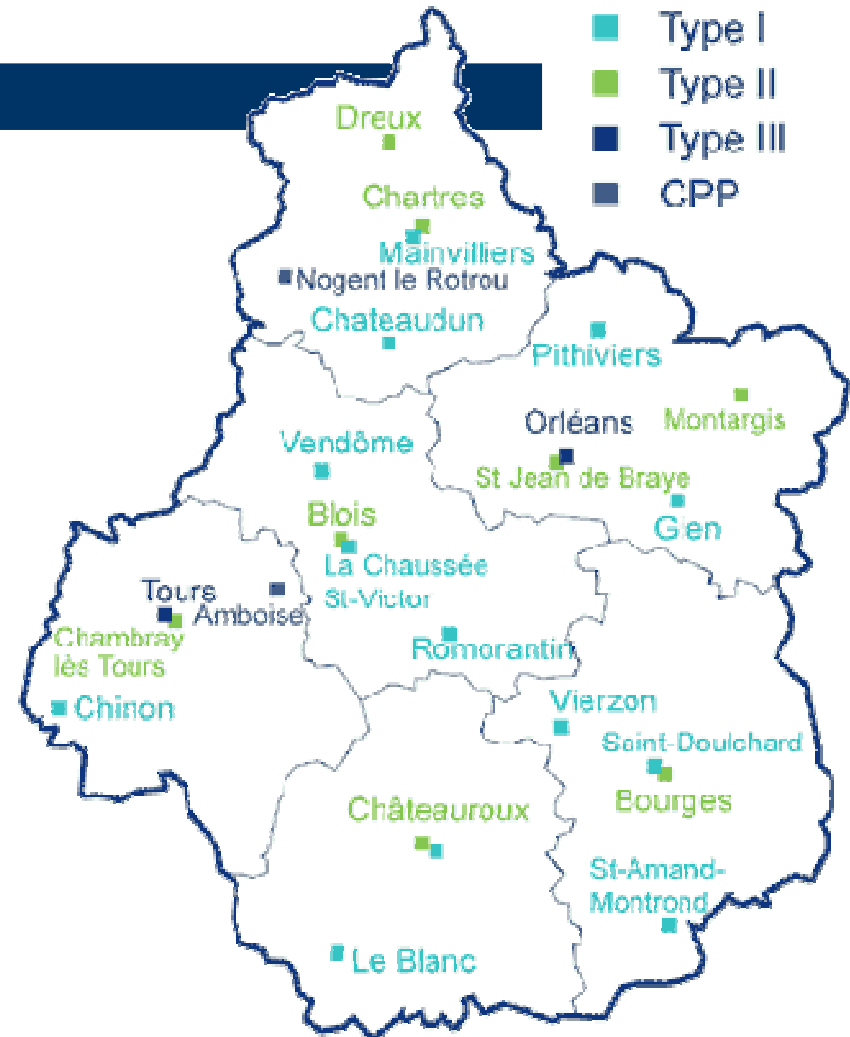 Type I
Type II
Type III
CPP
Dreux
Chartres
Mainvilliers
Nogent le Rotrou
Chateaudun
Pithiviers
Montargis
Orléans
St Jean de Braye
Gien
Vendôme
Blois
La Chaussée
St-Victor
Romorantin
Tours
Amboise
Chambray
lès Tours
Chinon
Vierzon
Saint-Doulchard
Bourges
Châteauroux
St-Amand-
Montrond
Le Blanc